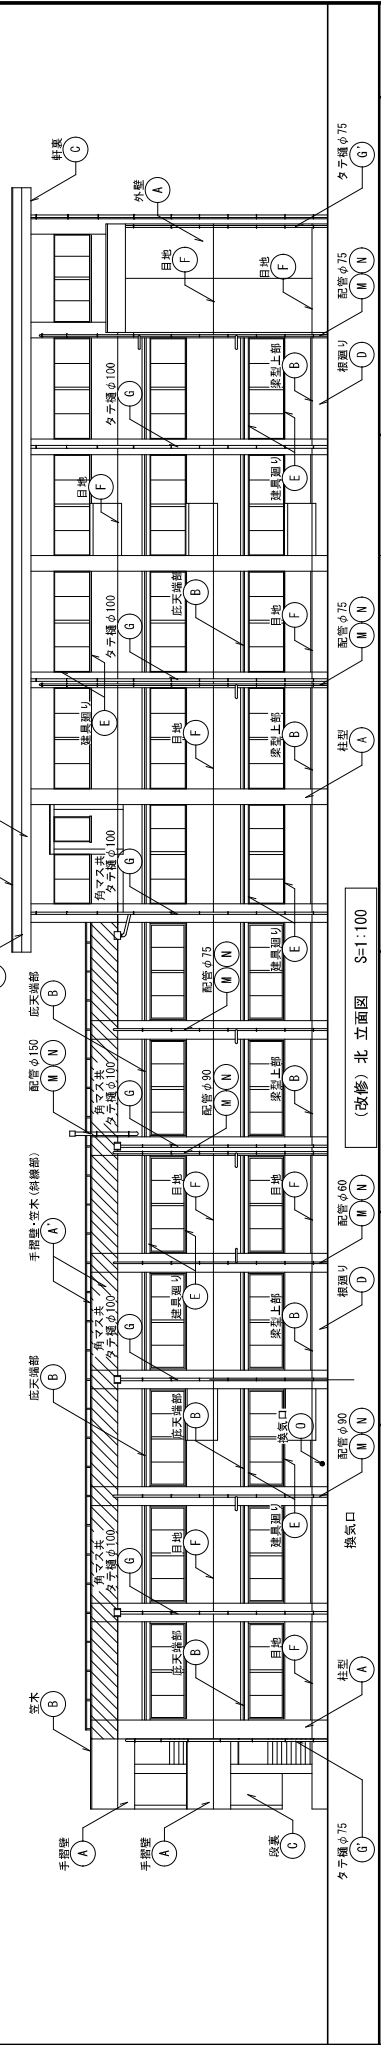 笠木
B
庇天端部
B
手摺壁・笠木(斜線部)
A'
配管φ150
M N
庇天端部
B
軒裏
C
手摺壁
A
手摺壁
A
段裏
C
角マス共
タテ樋φ100
G
角マス共
タテ樋φ100
G
角マス共
タテ樋φ100
G
角マス共
タテ樋φ100
G
建具廻り
E
タテ樋φ100
G
目地
F
タテ樋φ100
G
外壁
A
庇天端部
B
目地
F
庇天端部
B
建具廻り
E
目地
F
配管φ90
M N
配管φ75
M N
目地
F
庇天端部
B
目地
F
目地
F
目地
F
建具廻り
E
換気口
O
梁型上部
B
目地
F
梁型上部
B
建具廻り
E
梁型上部
B
目地
F
建具廻り
E
梁型上部
B
タテ樋φ75
G'
柱型
A
換気口
配管φ90
M N
根廻り
D
配管φ60
M N
柱型
A
配管φ75
M N
根廻り
D
配管φ75
M N
タテ樋φ75
G'
(改修) 北 立面図 S=1:100